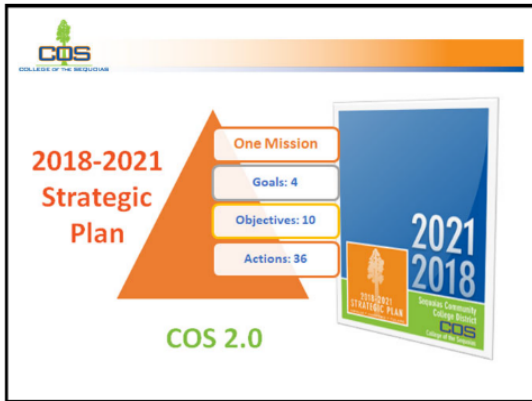 COS
COLLEGE OF THE SEQUOIAS
2018-2021
Strategic
Plan
One Mission
Goals: 4
Objectives: 10
Actions: 36
COS 2.0
2021
2018
2018-2021
STRATEGIC PLAN
Sequoias Community
College District
COS
College of the Sequoias